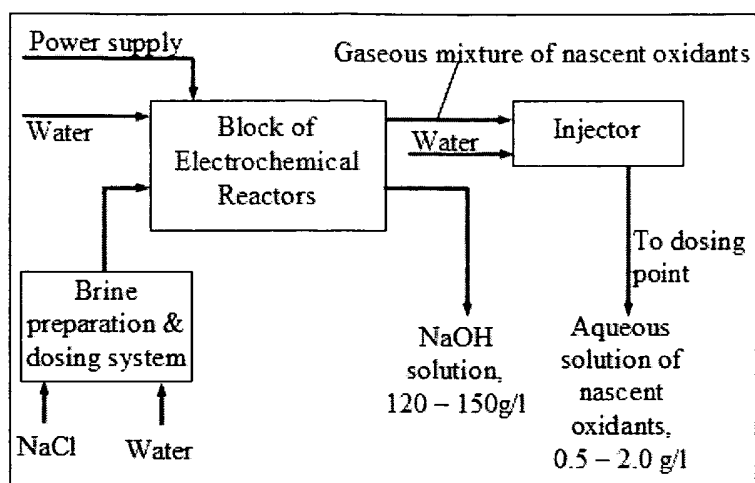 Power supply
Gaseous mixture of nascent oxidants
Water
Block of
Electrochemical
Reactors
Water
Injector
To dosing
point
Brine
preparation &
dosing system
NaCl
Water
NaOH
solution,
120 – 150g/l
Aqueous
solution of
nascent
oxidants,
0.5 – 2.0 g/l